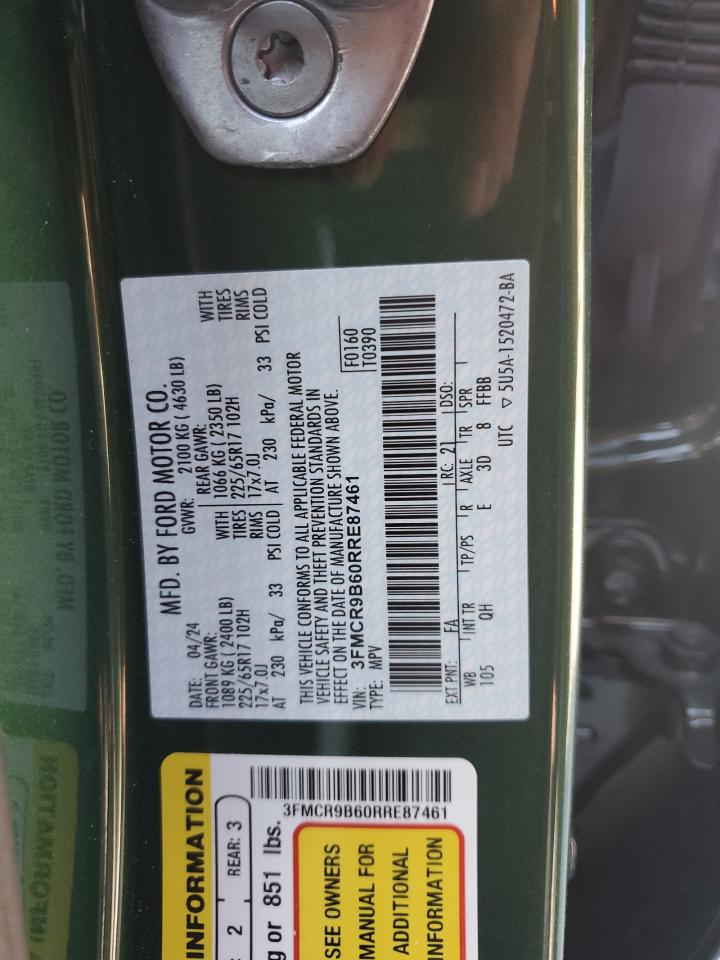 MFD. BY FORD MOTOR CO.
DATE: 04/24 GVWR: 2100 KG ( 4630 LB)
FRONT GAWR: REAR GAWR:
1089 KG ( 2400 LB) WITH 1066 KG ( 2350 LB) WITH
225/65R17 102H TIRES 225/65R17 102H TIRES
17x7.0J RIMS 17x7.0J RIMS
AT 230 kPa/ 33 PSI COLD AT 230 kPa/ 33 PSI COLD
THIS VEHICLE CONFORMS TO ALL APPLICABLE FEDERAL MOTOR
VEHICLE SAFETY AND THEFT PREVENTION STANDARDS IN
EFFECT ON THE DATE OF MANUFACTURE SHOWN ABOVE.
VIN: 3FMCR9B60RRE87461 F0160
TYPE: MPV T0390
EXT PNT: FA RC: 21 DSO:
WB INT TR TP/PS R AXLE TR SPR
105 QH E 3D 8 FFBB
UTC ▽ 5U5A-1520472-BA
INFORMATION
: 2 REAR: 3
g or 851 lbs.
3FMCR9B60RRE87461
SEE OWNERS
MANUAL FOR
ADDITIONAL
INFORMATION